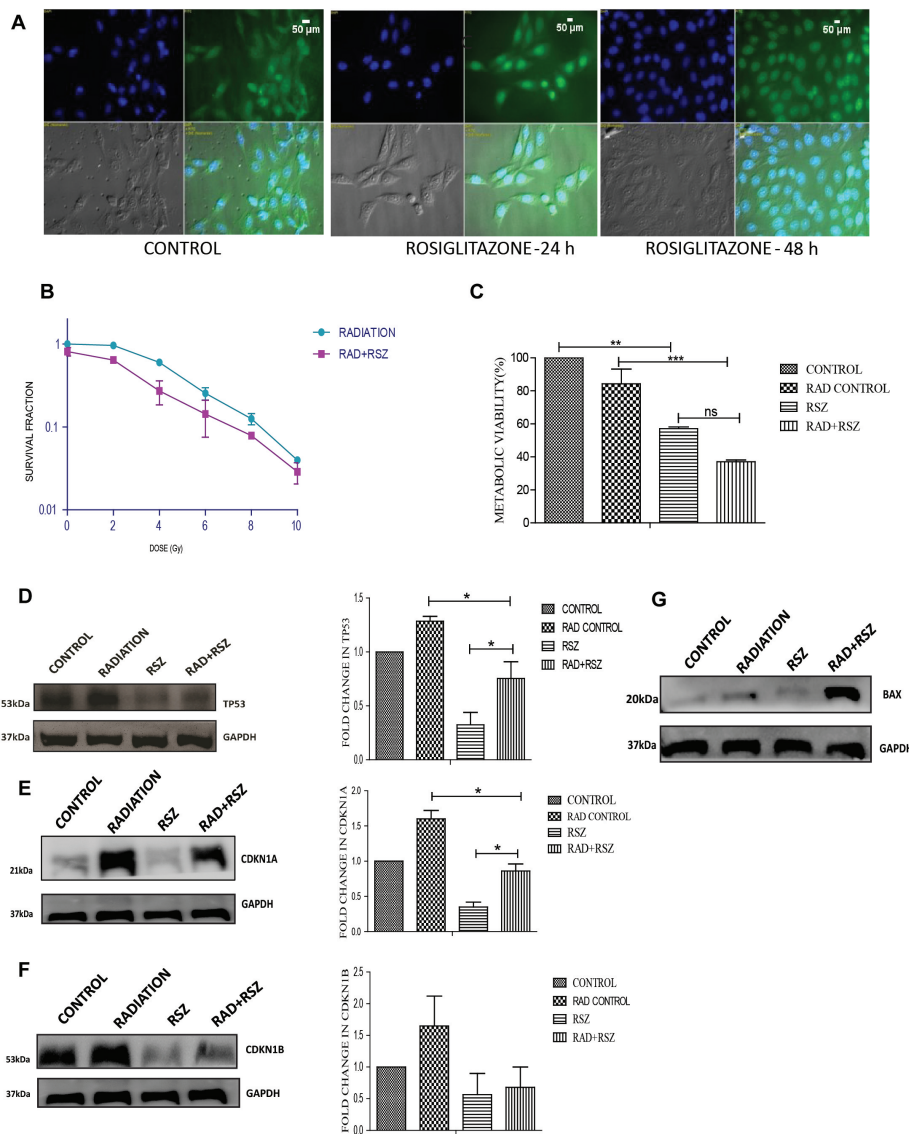 A
50 µm
50 µm
50 µm
CONTROL
ROSIGLITAZONE-24 h
ROSIGLITAZONE - 48 h
B
SURVIVAL FRACTION
1
0.1
0.01
0
2
4
6
8
10
DOSE (Gy)
RADIATION
RAD+RSZ
C
METABOLIC VIABILITY(%)
100
80
60
40
20
0
**
***
ns
CONTROL
RAD CONTROL
RSZ
RAD+RSZ
D
CONTROL
RADIATION
RSZ
RAD+RSZ
53kDa
TP53
37kDa
GAPDH
FOLD CHANGE IN TP53
1.5
1.0
0.5
0.0
*
*
CONTROL
RAD CONTROL
RSZ
RAD+RSZ
G
CONTROL
RADIATION
RSZ
RAD+RSZ
20kDa
BAX
37kDa
GAPDH
E
CONTROL
RADIATION
RSZ
RAD+RSZ
21kDa
CDKN1A
37kDa
GAPDH
FOLD CHANGE IN CDKN1A
2.0
1.5
1.0
0.5
0.0
*
*
CONTROL
RAD CONTROL
RSZ
RAD+RSZ
F
CONTROL
RADIATION
RSZ
RAD+RSZ
53kDa
CDKN1B
37kDa
GAPDH
FOLD CHANGE IN CDKN1B
2.5
2.0
1.5
1.0
0.5
0.0
CONTROL
RAD CONTROL
RSZ
RAD+RSZ